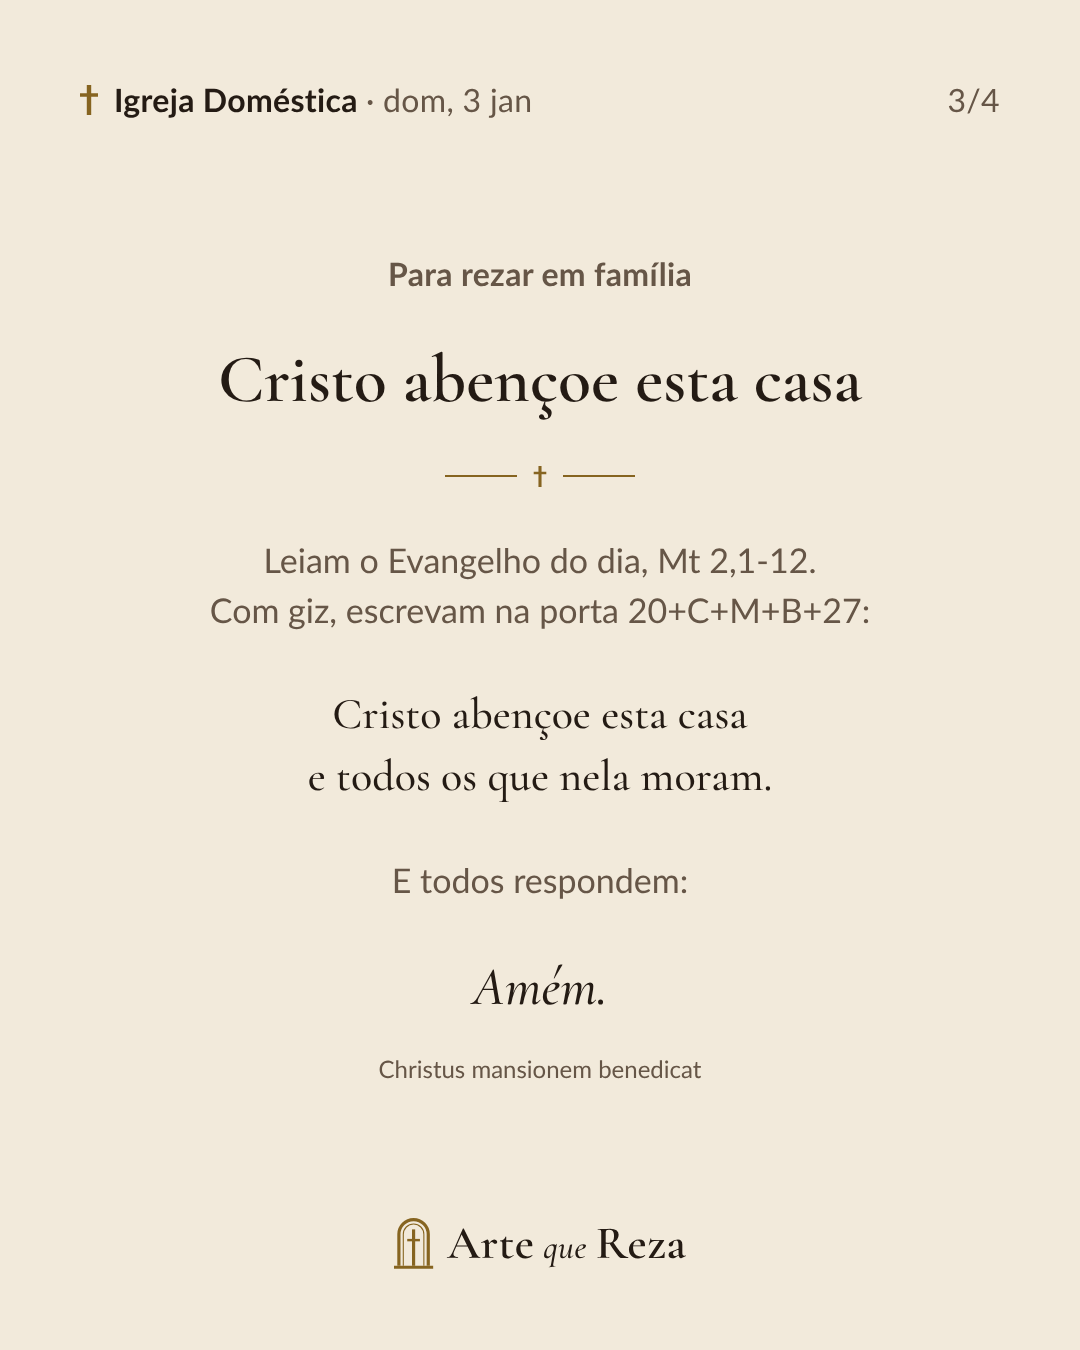 Igreja Doméstica · dom, 3 jan
3/4
Para rezar em família
Cristo abençoe esta casa
Leiam o Evangelho do dia, Mt 2,1-12.
Com giz, escrevam na porta 20+C+M+B+27:
Cristo abençoe esta casa
e todos os que nela moram.
E todos respondem:
Amém.
Christus mansionem benedicat
Arte que Reza